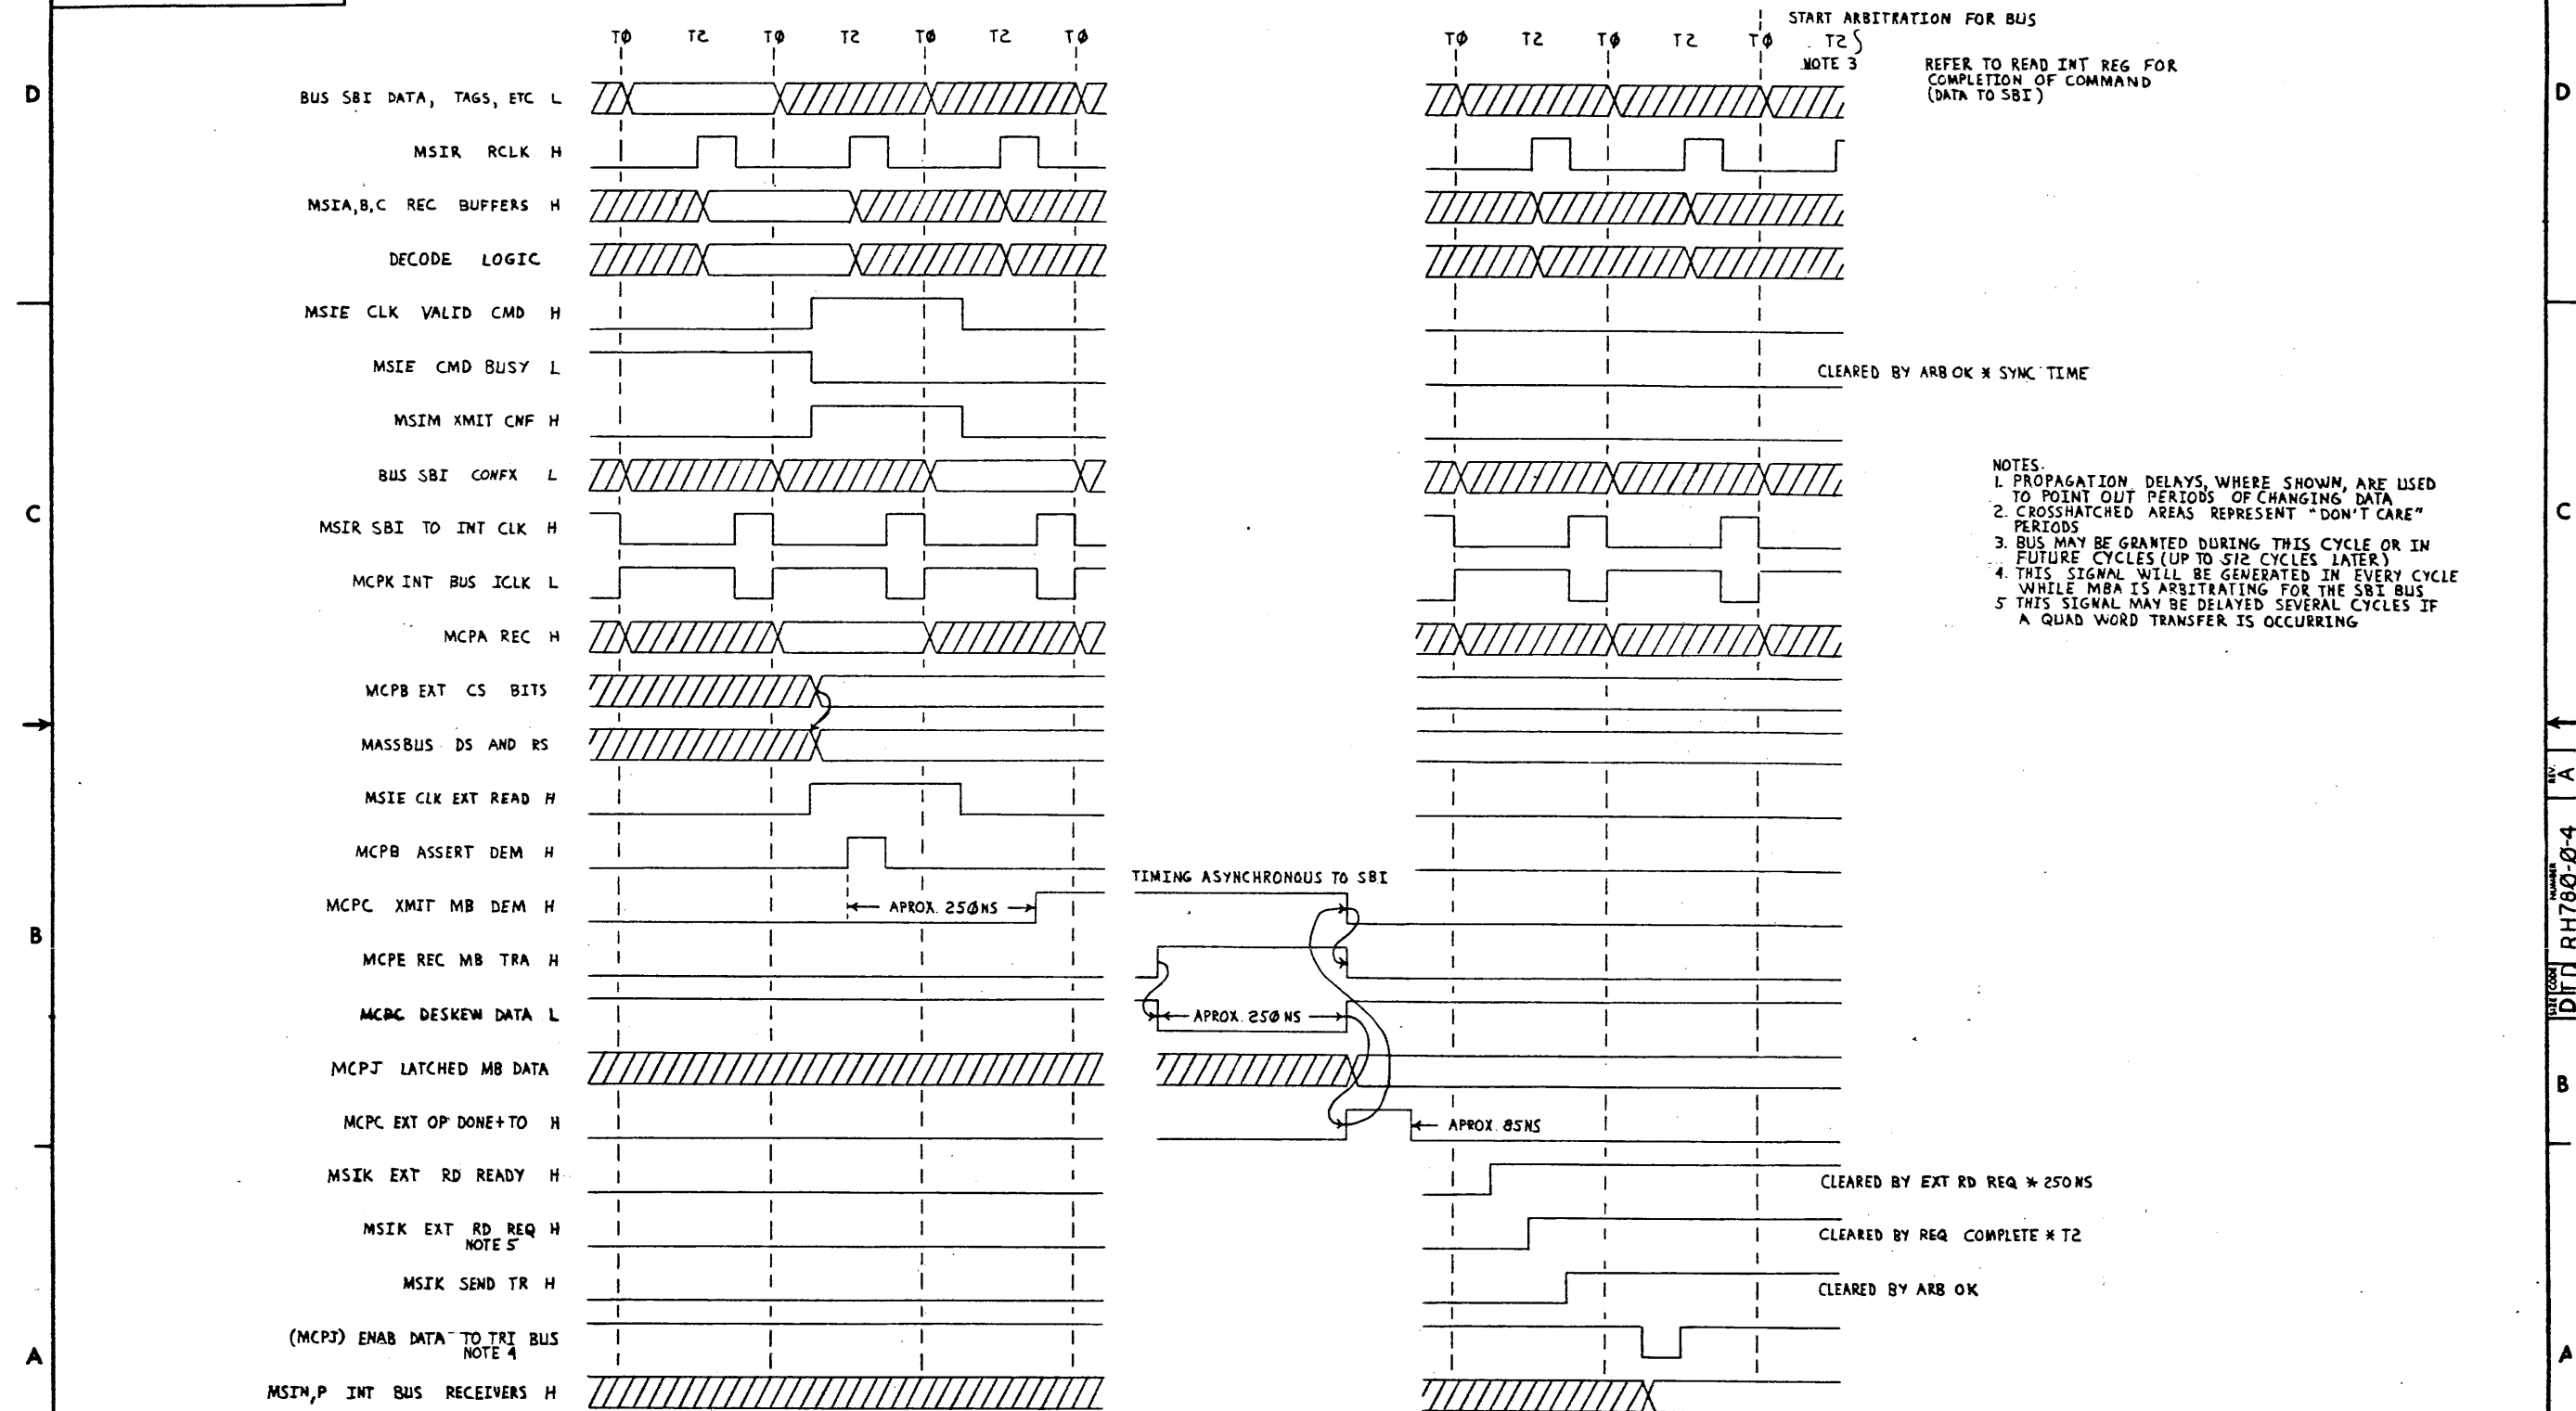 START ARBITRATION FOR BUS
TØ T2 TØ T2 TØ T2 TØ
TØ T2 TØ T2 TØ T2
NOTE 3
REFER TO READ INT REG FOR
COMPLETION OF COMMAND
(DATA TO SBI)
D
D
BUS SBI DATA, TAGS, ETC L
MSIR RCLK H
MSIA,B,C REC BUFFERS H
DECODE LOGIC
MSIE CLK VALID CMD H
MSIE CMD BUSY L
CLEARED BY ARB OK * SYNC TIME
MSIM XMIT CNF H
BUS SBI CONFX L
NOTES.
1. PROPAGATION DELAYS, WHERE SHOWN, ARE USED
TO POINT OUT PERIODS OF CHANGING DATA
2. CROSSHATCHED AREAS REPRESENT "DON'T CARE"
PERIODS
3. BUS MAY BE GRANTED DURING THIS CYCLE OR IN
FUTURE CYCLES (UP TO 512 CYCLES LATER)
4. THIS SIGNAL WILL BE GENERATED IN EVERY CYCLE
WHILE MBA IS ARBITRATING FOR THE SBI BUS
5 THIS SIGNAL MAY BE DELAYED SEVERAL CYCLES IF
A QUAD WORD TRANSFER IS OCCURRING
C
C
MSIR SBI TO INT CLK H
MCPK INT BUS ICLK L
MCPA REC H
MCPB EXT CS BITS
MASSBUS DS AND RS
REV.
A
MSIE CLK EXT READ H
MCPB ASSERT DEM H
TIMING ASYNCHRONOUS TO SBI
NUMBER
RH780-0-4
MCPC XMIT MB DEM H
APROX. 250NS
B
MCPE REC MB TRA H
SIZE CODE
D TD
MCPC DESKEW DATA L
APROX. 250 NS
MCPJ LATCHED MB DATA
B
MCPC EXT OP DONE+TO H
APROX. 85NS
MSIK EXT RD READY H
CLEARED BY EXT RD REQ * 250NS
MSIK EXT RD REQ H
NOTE 5
CLEARED BY REQ COMPLETE * T2
MSIK SEND TR H
CLEARED BY ARB OK
(MCPJ) ENAB DATA TO TRI BUS
NOTE 4
A
A
MSIN,P INT BUS RECEIVERS H